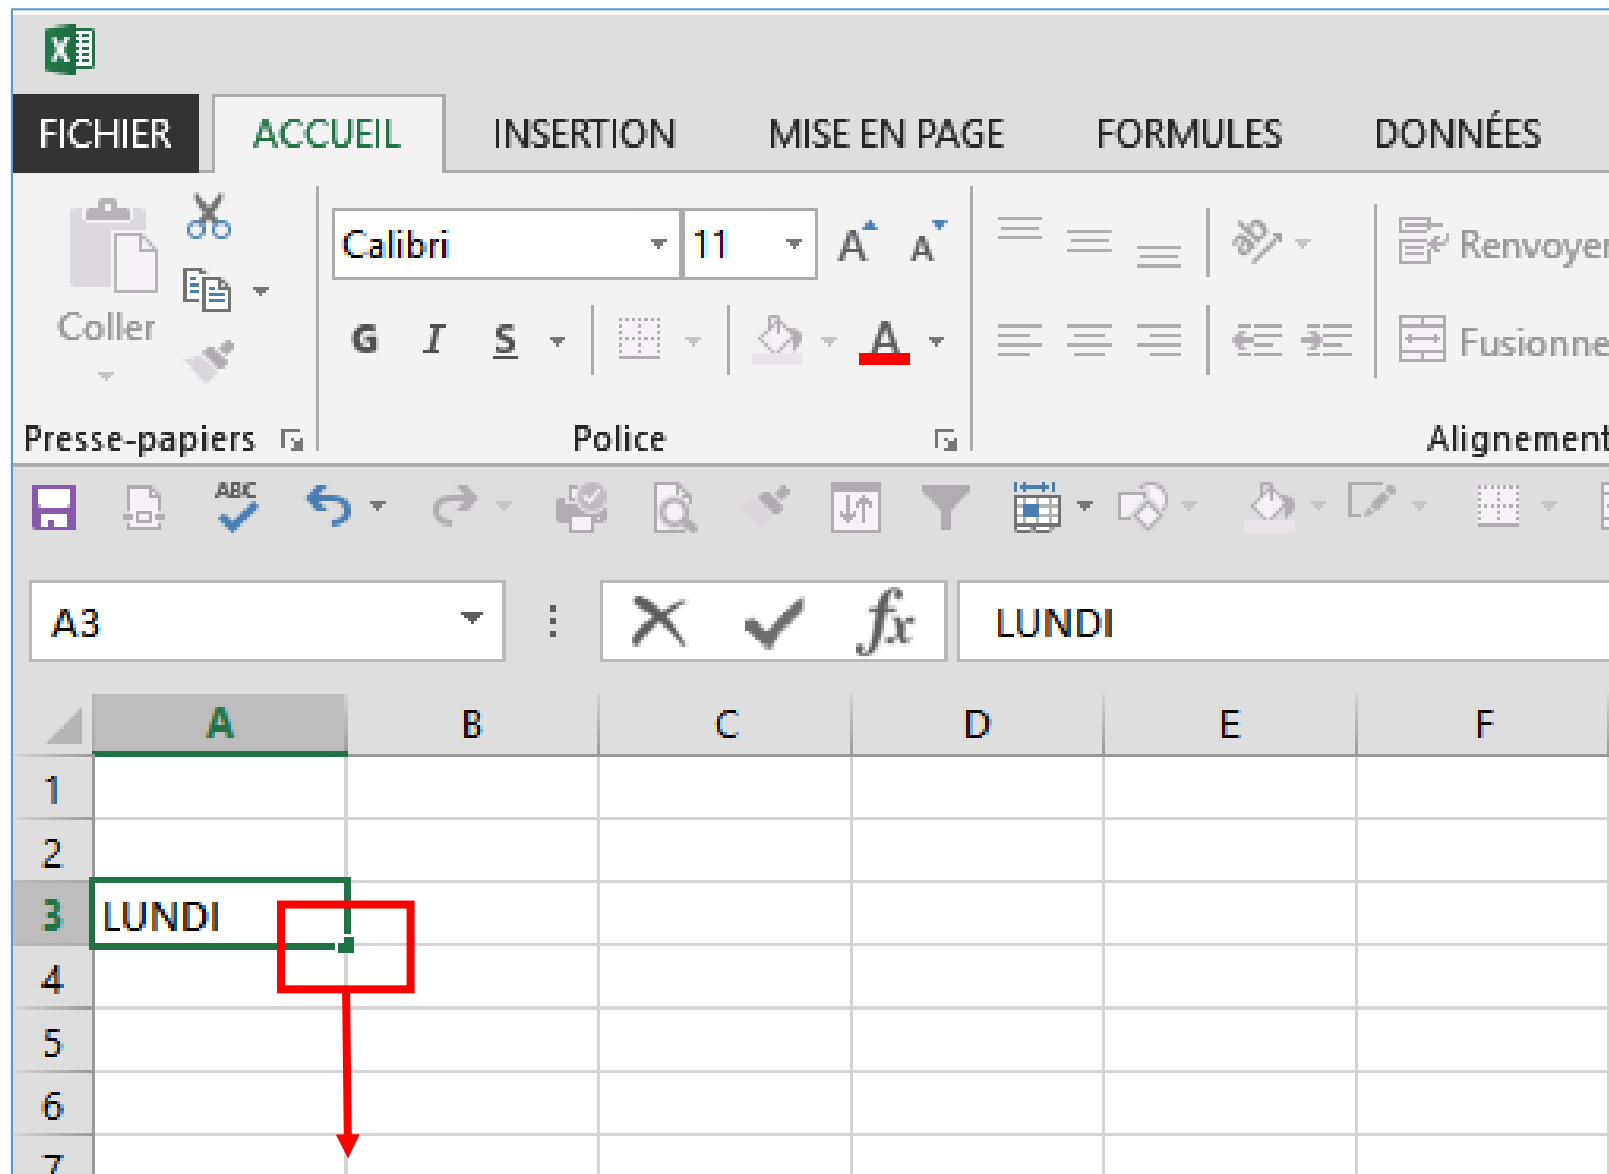 FICHIER ACCUEIL INSERTION MISE EN PAGE FORMULES DONNÉES
Calibri 11 A A Renvoyer
Coller G I S A Fusionne
Presse-papiers Police Alignement
ABC
A3 fx LUNDI
A B C D E F
1
2
3 LUNDI
4
5
6
7